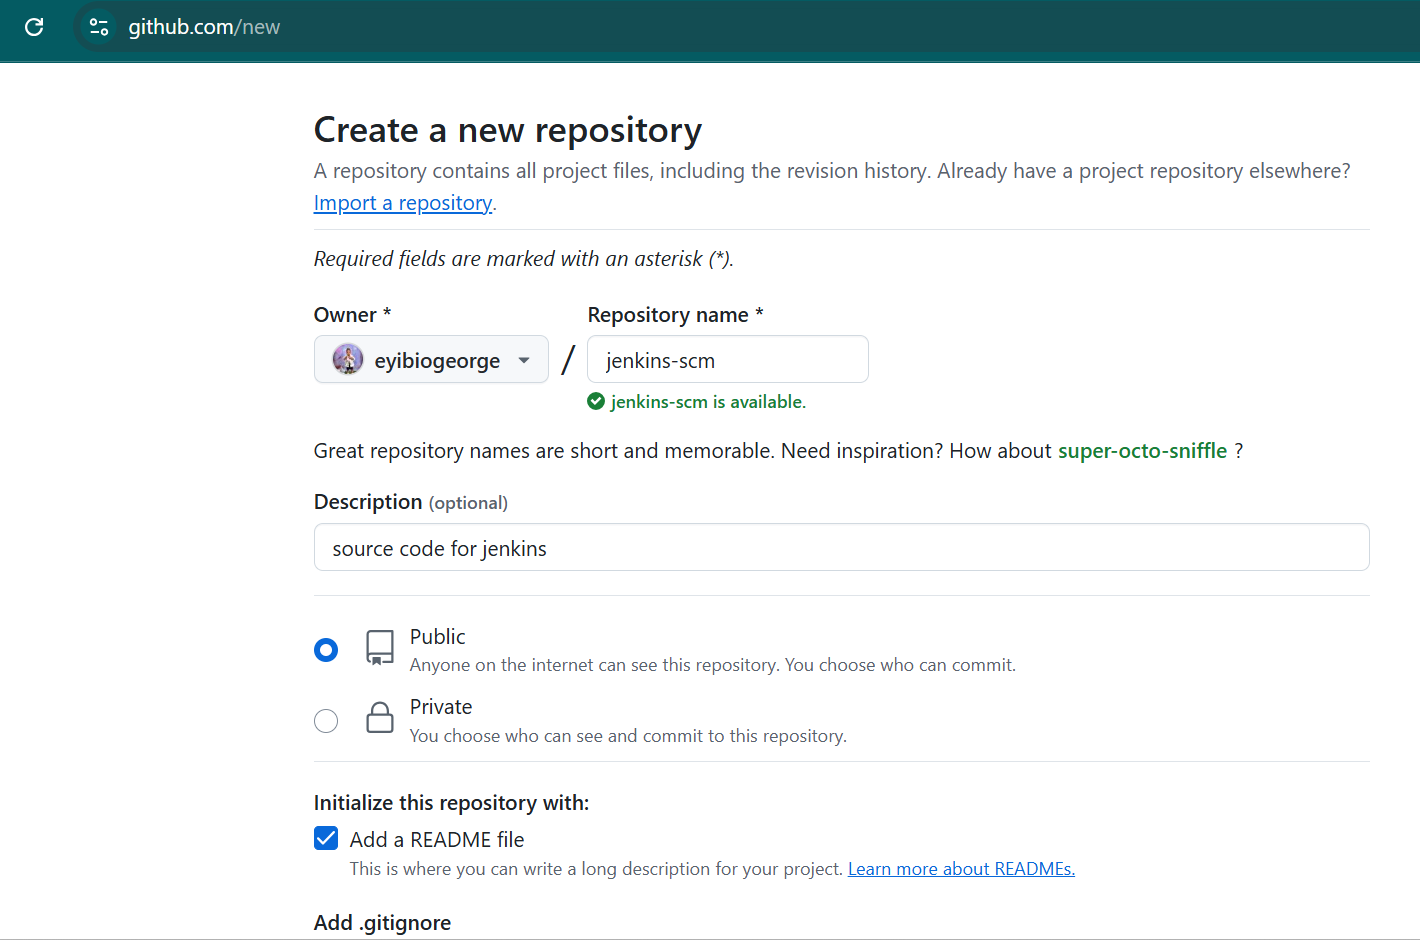 github.com/new
Create a new repository
A repository contains all project files, including the revision history. Already have a project repository elsewhere?
Import a repository.
Required fields are marked with an asterisk (*).
Owner *
Repository name *
eyibiogeorge
/
jenkins-scm
jenkins-scm is available.
Great repository names are short and memorable. Need inspiration? How about super-octo-sniffle ?
Description (optional)
source code for jenkins
Public
Anyone on the internet can see this repository. You choose who can commit.
Private
You choose who can see and commit to this repository.
Initialize this repository with:
Add a README file
This is where you can write a long description for your project. Learn more about READMEs.
Add .gitignore